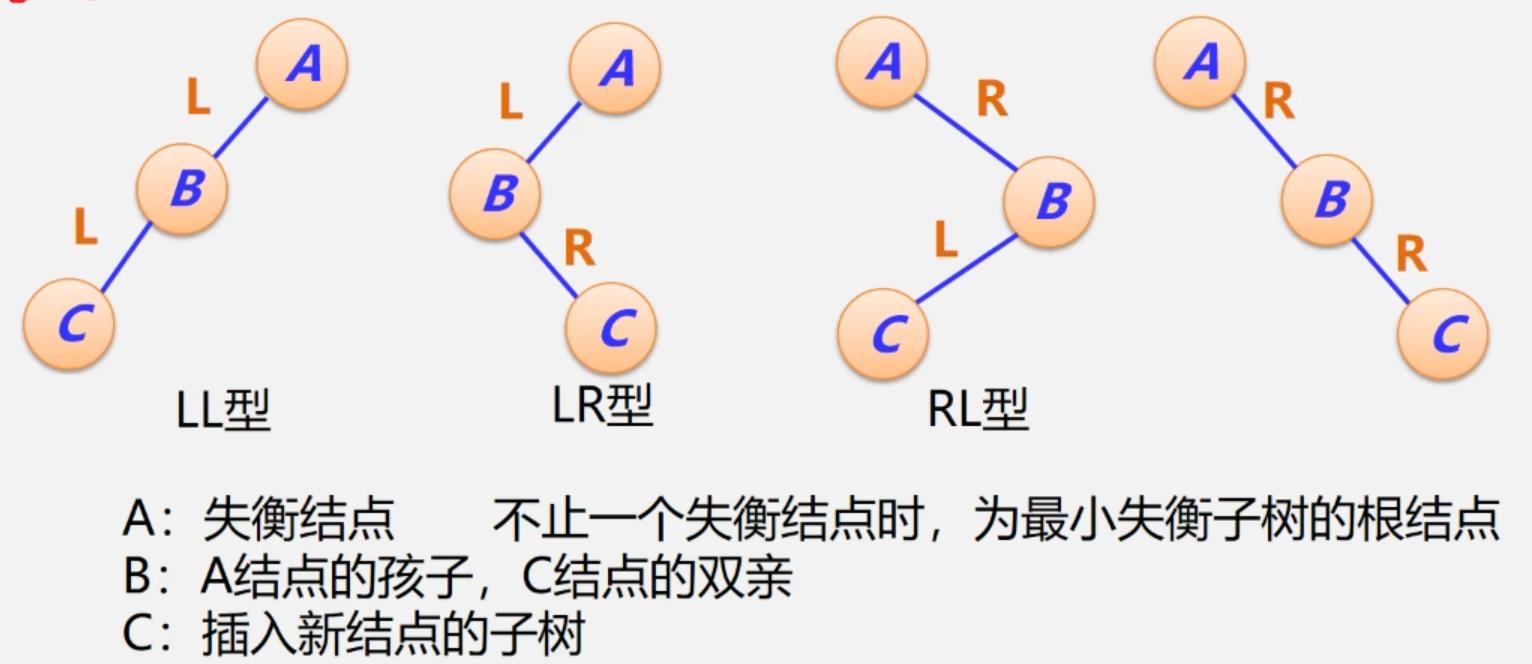 A A A A
L L R R
B B B B
L R L R
C C C C
LL型 LR型 RL型
A：失衡结点 不止一个失衡结点时，为最小失衡子树的根结点
B：A结点的孩子，C结点的双亲
C：插入新结点的子树